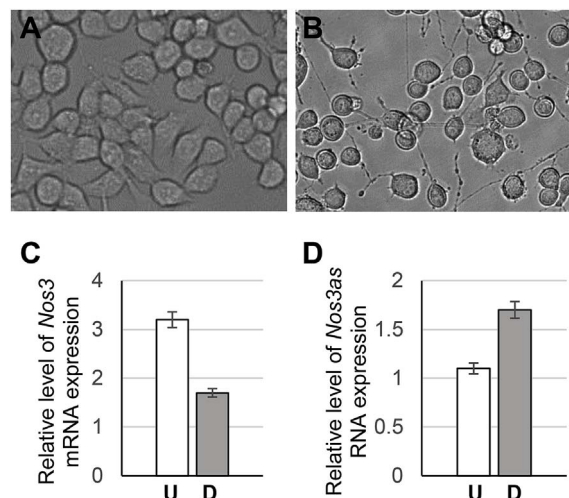 A
B
C
Relative level of Nos3
mRNA expression
4
3
2
1
0
U D
D
Relative level of Nos3as
RNA expression
2
1.5
1
0.5
0
U D